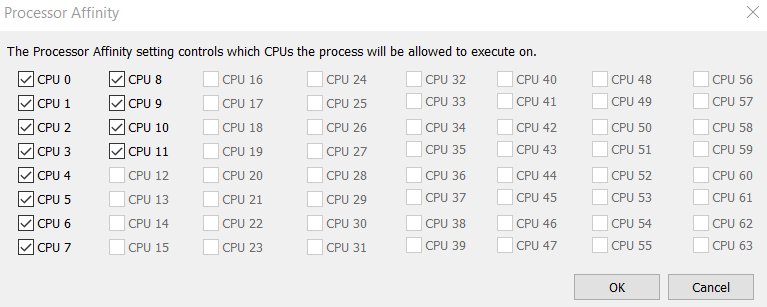 Processor Affinity
The Processor Affinity setting controls which CPUs the process will be allowed to execute on.
CPU 0 CPU 8 CPU 16 CPU 24 CPU 32 CPU 40 CPU 48 CPU 56
CPU 1 CPU 9 CPU 17 CPU 25 CPU 33 CPU 41 CPU 49 CPU 57
CPU 2 CPU 10 CPU 18 CPU 26 CPU 34 CPU 42 CPU 50 CPU 58
CPU 3 CPU 11 CPU 19 CPU 27 CPU 35 CPU 43 CPU 51 CPU 59
CPU 4 CPU 12 CPU 20 CPU 28 CPU 36 CPU 44 CPU 52 CPU 60
CPU 5 CPU 13 CPU 21 CPU 29 CPU 37 CPU 45 CPU 53 CPU 61
CPU 6 CPU 14 CPU 22 CPU 30 CPU 38 CPU 46 CPU 54 CPU 62
CPU 7 CPU 15 CPU 23 CPU 31 CPU 39 CPU 47 CPU 55 CPU 63
OK Cancel